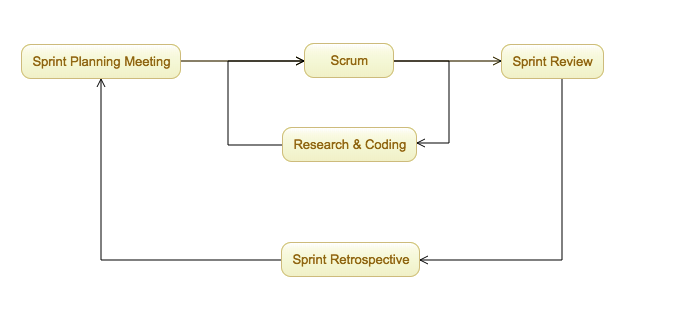 Sprint Planning Meeting
Scrum
Sprint Review
Research & Coding
Sprint Retrospective